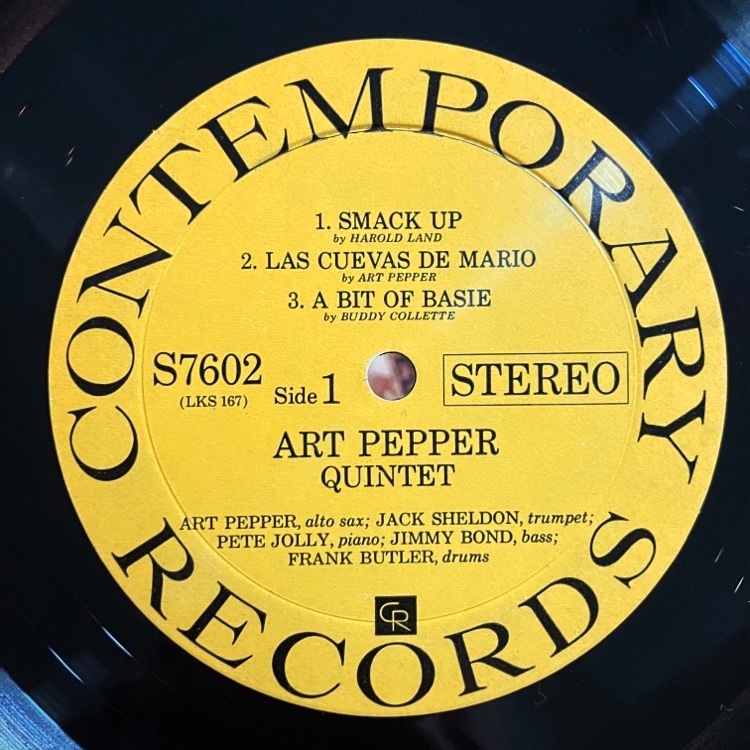 CONTEMPORARY
1. SMACK UP
by HAROLD LAND
2. LAS CUEVAS DE MARIO
by ART PEPPER
3. A BIT OF BASIE
by BUDDY COLLETTE
S7602
(LKS 167)
Side 1
STEREO
ART PEPPER
QUINTET
ART PEPPER, alto sax; JACK SHELDON, trumpet;
PETE JOLLY, piano; JIMMY BOND, bass;
FRANK BUTLER, drums
CR
RECORDS